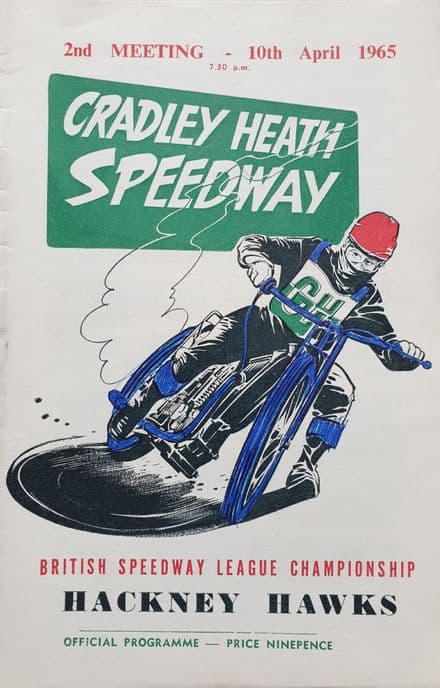 2nd MEETING - 10th April 1965
7.30 p.m.
CRADLEY HEATH
SPEEDWAY
CH
BRITISH SPEEDWAY LEAGUE CHAMPIONSHIP
HACKNEY HAWKS
OFFICIAL PROGRAMME — PRICE NINEPENCE